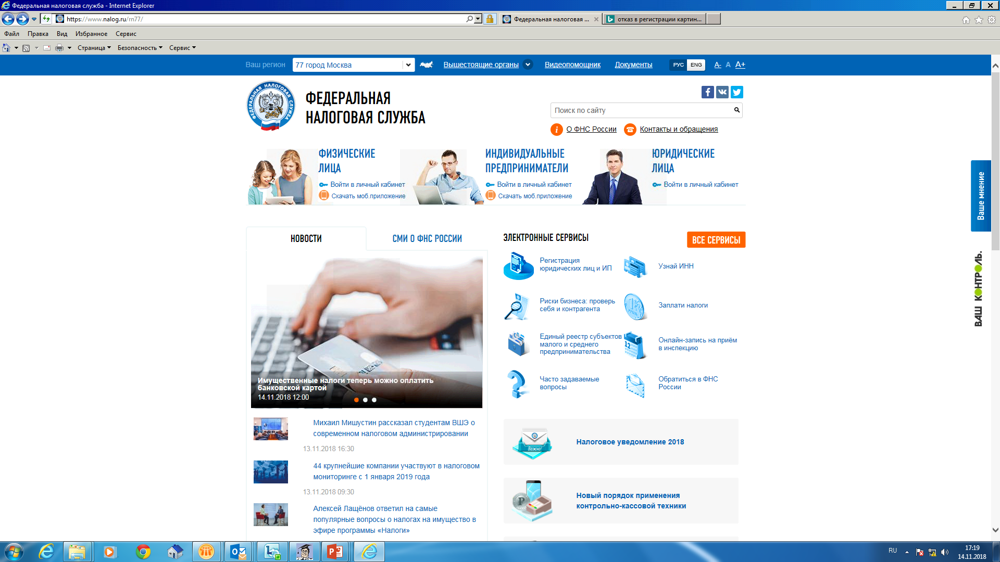 Федеральная налоговая служба - Internet Explorer
https://www.nalog.ru/rn77/
Федеральная налоговая ...
отказ в регистрации картин...
Файл Правка Вид Избранное Сервис
Страница Безопасность Сервис
Ваш регион 77 город Москва Вышестоящие органы Видеопомощник Документы РУС ENG A- A A+
ФЕДЕРАЛЬНАЯ НАЛОГОВАЯ СЛУЖБА
ФЕДЕРАЛЬНАЯ
НАЛОГОВАЯ СЛУЖБА
Поиск по сайту
О ФНС России Контакты и обращения
ФИЗИЧЕСКИЕ
ЛИЦА
Войти в личный кабинет
Скачать моб.приложение
ИНДИВИДУАЛЬНЫЕ
ПРЕДПРИНИМАТЕЛИ
Войти в личный кабинет
Скачать моб.приложение
ЮРИДИЧЕСКИЕ
ЛИЦА
Войти в личный кабинет
Ваше мнение
ВАШ КОНТРОЛЬ.
НОВОСТИ
СМИ О ФНС РОССИИ
Имущественные налоги теперь можно оплатить
банковской картой
14.11.2018 12:00
Михаил Мишустин рассказал студентам ВШЭ о
современном налоговом администрировании
13.11.2018 16:30
44 крупнейшие компании участвуют в налоговом
мониторинге с 1 января 2019 года
13.11.2018 09:30
Алексей Лащёнов ответил на самые
популярные вопросы о налогах на имущество в
эфире программы «Налоги»
ЭЛЕКТРОННЫЕ СЕРВИСЫ
ВСЕ СЕРВИСЫ
Регистрация
юридических лиц и ИП
Узнай ИНН
Риски бизнеса: проверь
себя и контрагента
Заплати налоги
Единый реестр субъектов
малого и среднего
предпринимательства
12
Онлайн-запись на приём
в инспекцию
Часто задаваемые
вопросы
Обратиться в ФНС
России
Важно
Налоговое уведомление 2018
Новый порядок применения
контрольно-кассовой техники
RU
17:19
14.11.2018